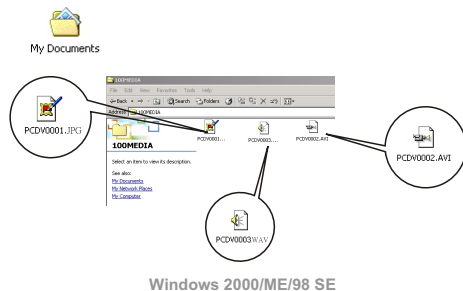 My Documents
100MEDIA
File Edit View Favorites Tools Help
Back Search Folders
Address 100MEDIA
PCDV0001.JPG
PCDV0001...
PCDV0003....
PCDV0002.AVI
PCDV0002.AVI
100MEDIA
Select an item to view its description.
See also:
My Documents
My Network Places
My Computer
PCDV0003WAV
Windows 2000/ME/98 SE